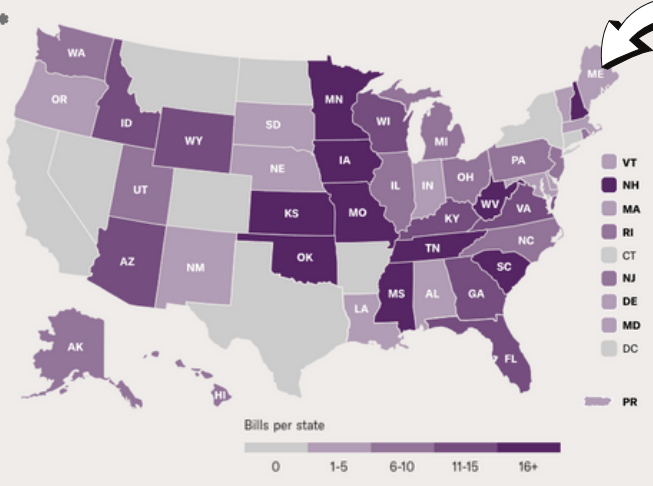 WA
ME
OR
MN
ID
WI
SD
WY
MI
PA
IA
NE
OH
IL
IN
UT
WV
VA
KS
MO
KY
NC
TN
OK
AZ
NM
SC
MS
AL
GA
LA
AK
FL
HI
VT
NH
MA
RI
CT
NJ
DE
MD
DC
PR
Bills per state
0 1-5 6-10 11-15 16+